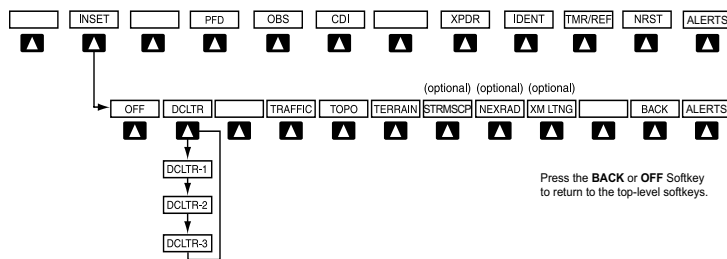 INSET PFD OBS CDI XPDR IDENT TMR/REF NRST ALERTS
(optional) (optional) (optional)
OFF DCLTR TRAFFIC TOPO TERRAIN STRMSCP NEXRAD XM LTNG BACK ALERTS
DCLTR-1
Press the BACK or OFF Softkey
to return to the top-level softkeys.
DCLTR-2
DCLTR-3